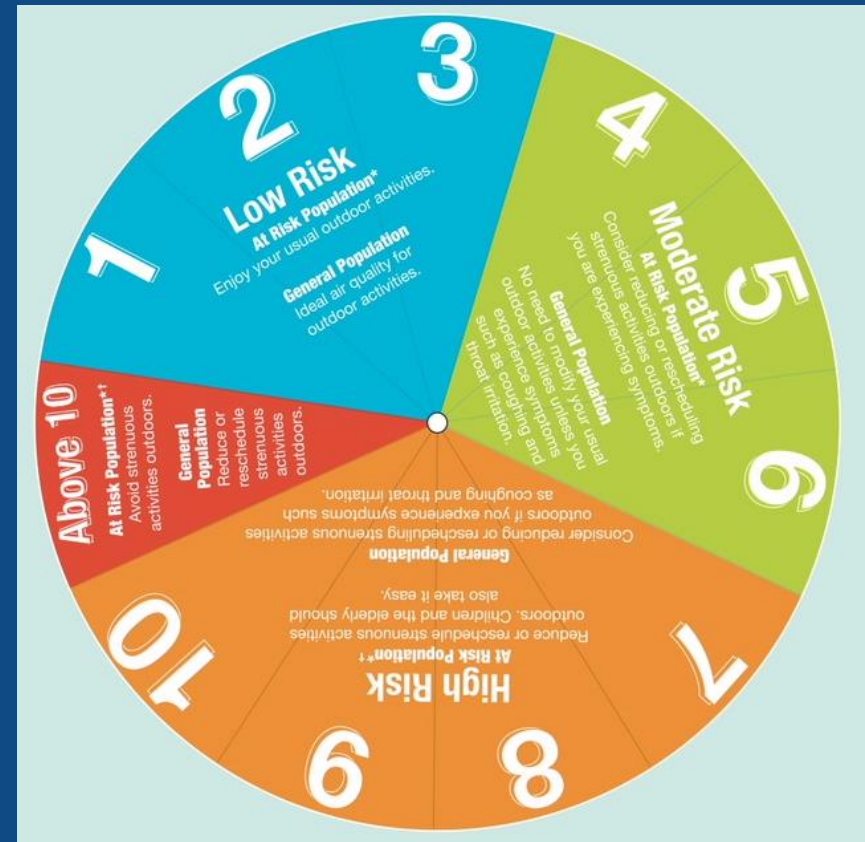 1
2
3
Low Risk
At Risk Population*
Enjoy your usual outdoor activities.
General Population
Ideal air quality for
outdoor activities.
4
5
6
Moderate Risk
At Risk Population*
Consider reducing or rescheduling
strenuous activities outdoors if
you are experiencing symptoms.
General Population
No need to modify your usual
outdoor activities unless you
experience symptoms
such as coughing and
throat irritation.
7
8
9
10
High Risk
At Risk Population*†
Reduce or reschedule strenuous activities
outdoors. Children and the elderly should
also take it easy.
General Population
Consider reducing or rescheduling strenuous activities
outdoors if you experience symptoms such
as coughing and throat irritation.
Above 10
At Risk Population*†
Avoid strenuous
activities outdoors.
General
Population
Reduce or
reschedule
strenuous
activities
outdoors.